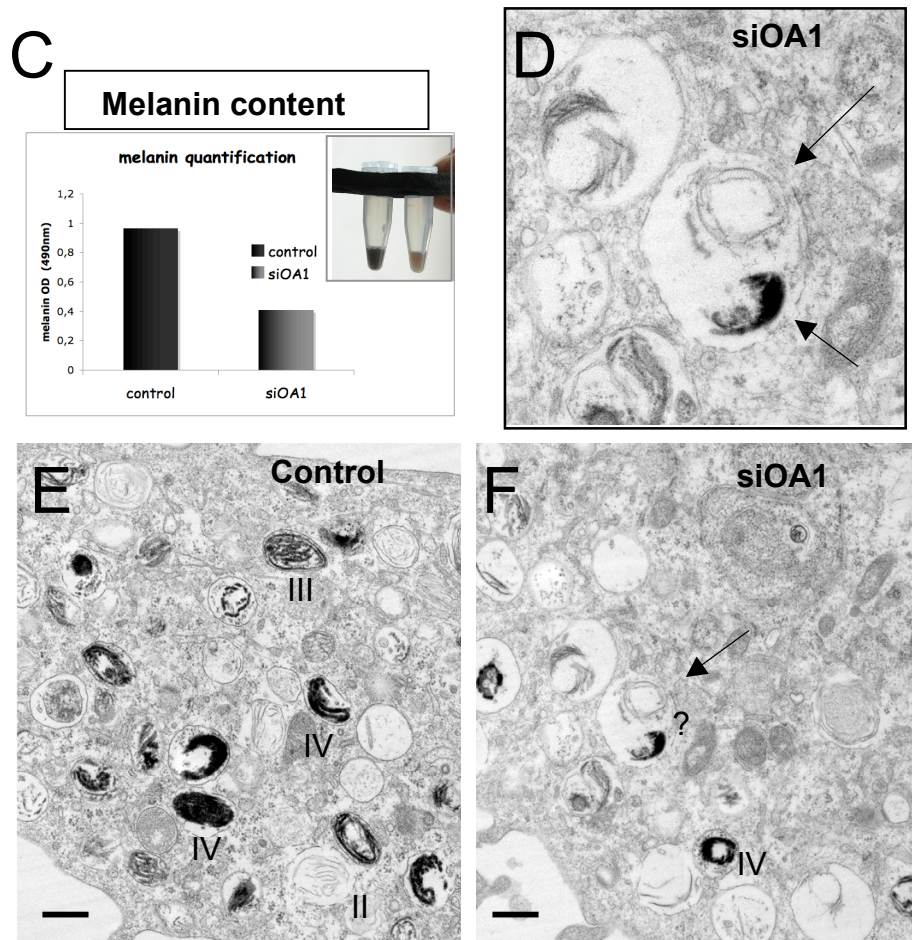 C
Melanin content
melanin quantification
melanin OD (490nm)
1,2
1
0,8
0,6
0,4
0,2
0
control
siOA1
control
siOA1
D
siOA1
E
Control
III
IV
IV
II
F
siOA1
?
IV